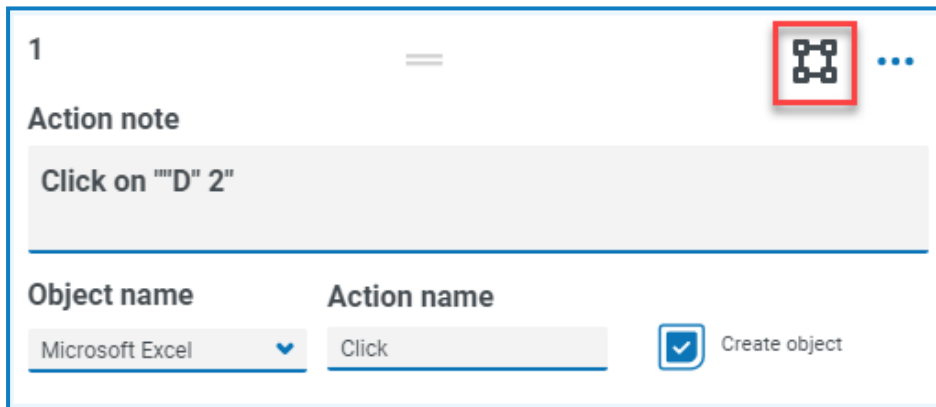 1
Action note
Click on ""D" 2"
Object name
Action name
Microsoft Excel
Click
Create object